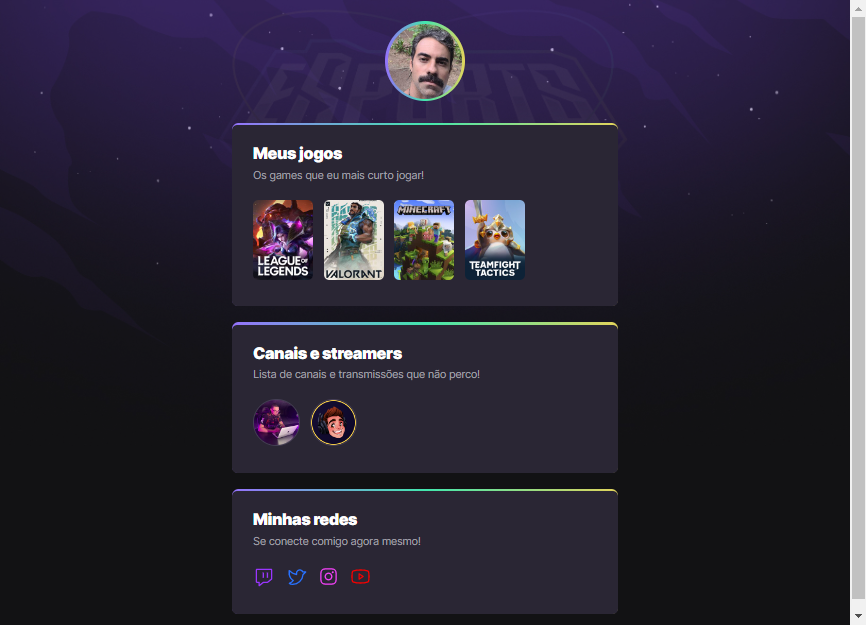 ESPORTS
Meus jogos
Os games que eu mais curto jogar!
LEAGUE OF
LEGENDS
VALORANT
MINECRAFT
TEAMFIGHT
TACTICS
Canais e streamers
Lista de canais e transmissões que não perco!
Minhas redes
Se conecte comigo agora mesmo!